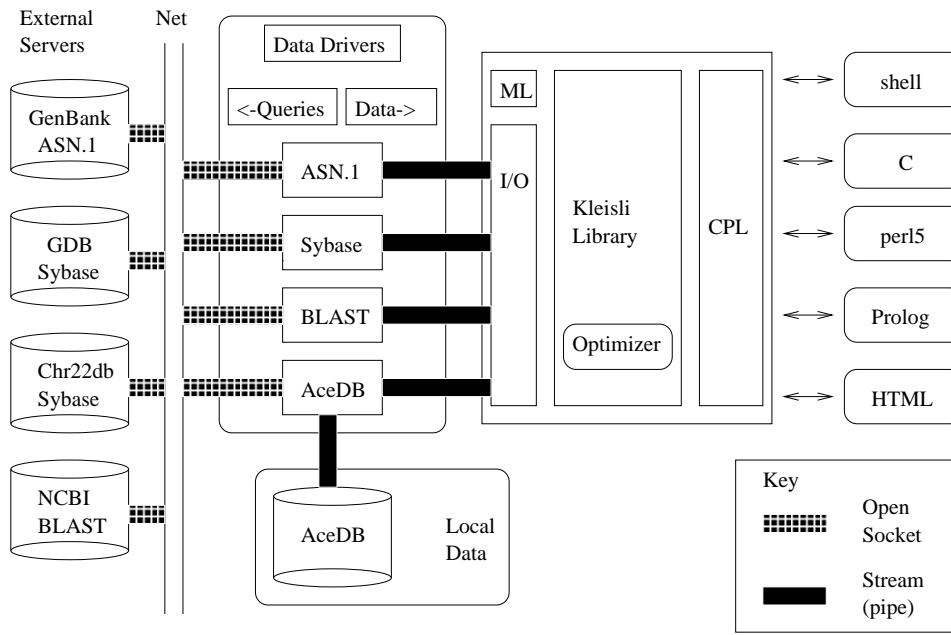 External
Servers
Net
GenBank
ASN.1
GDB
Sybase
Chr22db
Sybase
NCBI
BLAST
Data Drivers
<-Queries
Data->
ASN.1
Sybase
BLAST
AceDB
AceDB
Local
Data
ML
I/O
Kleisli
Library
Optimizer
CPL
shell
C
perl5
Prolog
HTML
Key
Open
Socket
Stream
(pipe)